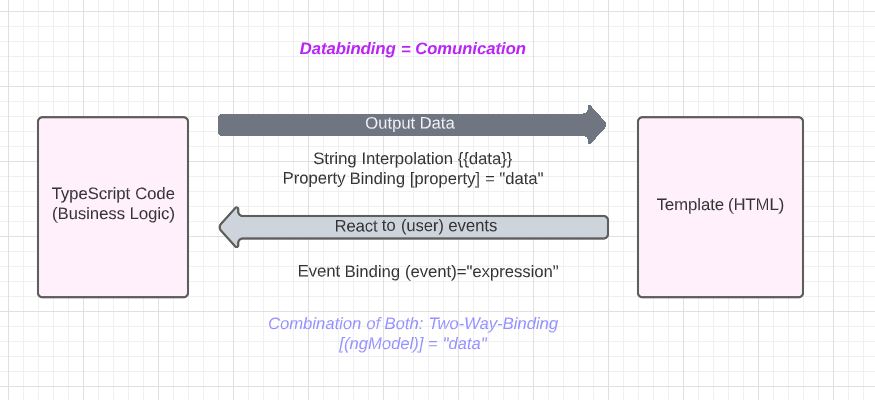 Databinding = Comunication
Output Data
String Interpolation {{data}}
Property Binding [property] = "data"
TypeScript Code
(Business Logic)
Template (HTML)
React to (user) events
Event Binding (event)="expression"
Combination of Both: Two-Way-Binding
[(ngModel)] = "data"